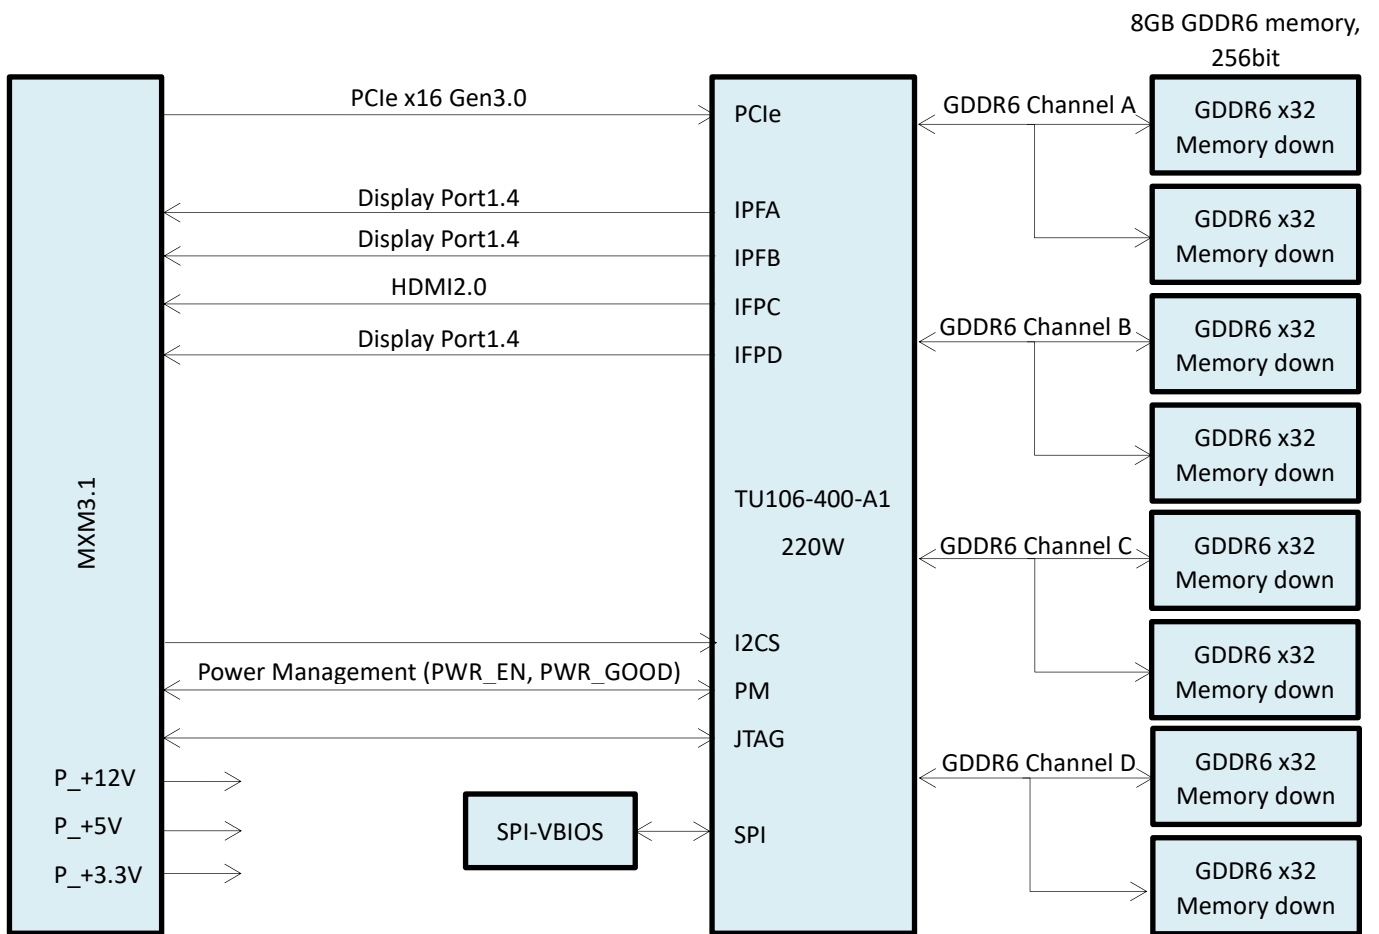 8GB GDDR6 memory,
256bit
PCIe x16 Gen3.0
PCIe
GDDR6 Channel A
GDDR6 x32
Memory down
Display Port1.4
IPFA
GDDR6 x32
Memory down
Display Port1.4
IPFB
HDMI2.0
IFPC
GDDR6 Channel B
GDDR6 x32
Memory down
Display Port1.4
IFPD
GDDR6 x32
Memory down
MXM3.1
TU106-400-A1
220W
GDDR6 Channel C
GDDR6 x32
Memory down
I2CS
GDDR6 x32
Memory down
Power Management (PWR_EN, PWR_GOOD)
PM
JTAG
GDDR6 Channel D
GDDR6 x32
Memory down
P_+12V
P_+5V
P_+3.3V
SPI-VBIOS
SPI
GDDR6 x32
Memory down